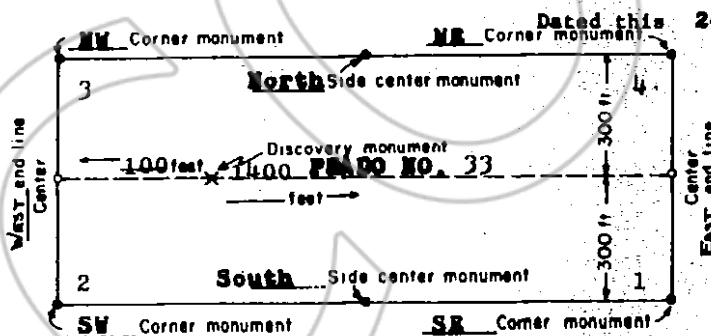 Dated this 2
NW Corner monument NE Corner monument
North Side center monument
3 4
300 ft
Discovery monument
100 feet 1400 PRADO NO. 33
feet
WEST end line
Center
Center
EAST end line
300 ft
2 1
South Side center monument
SW Corner monument SE Corner monument